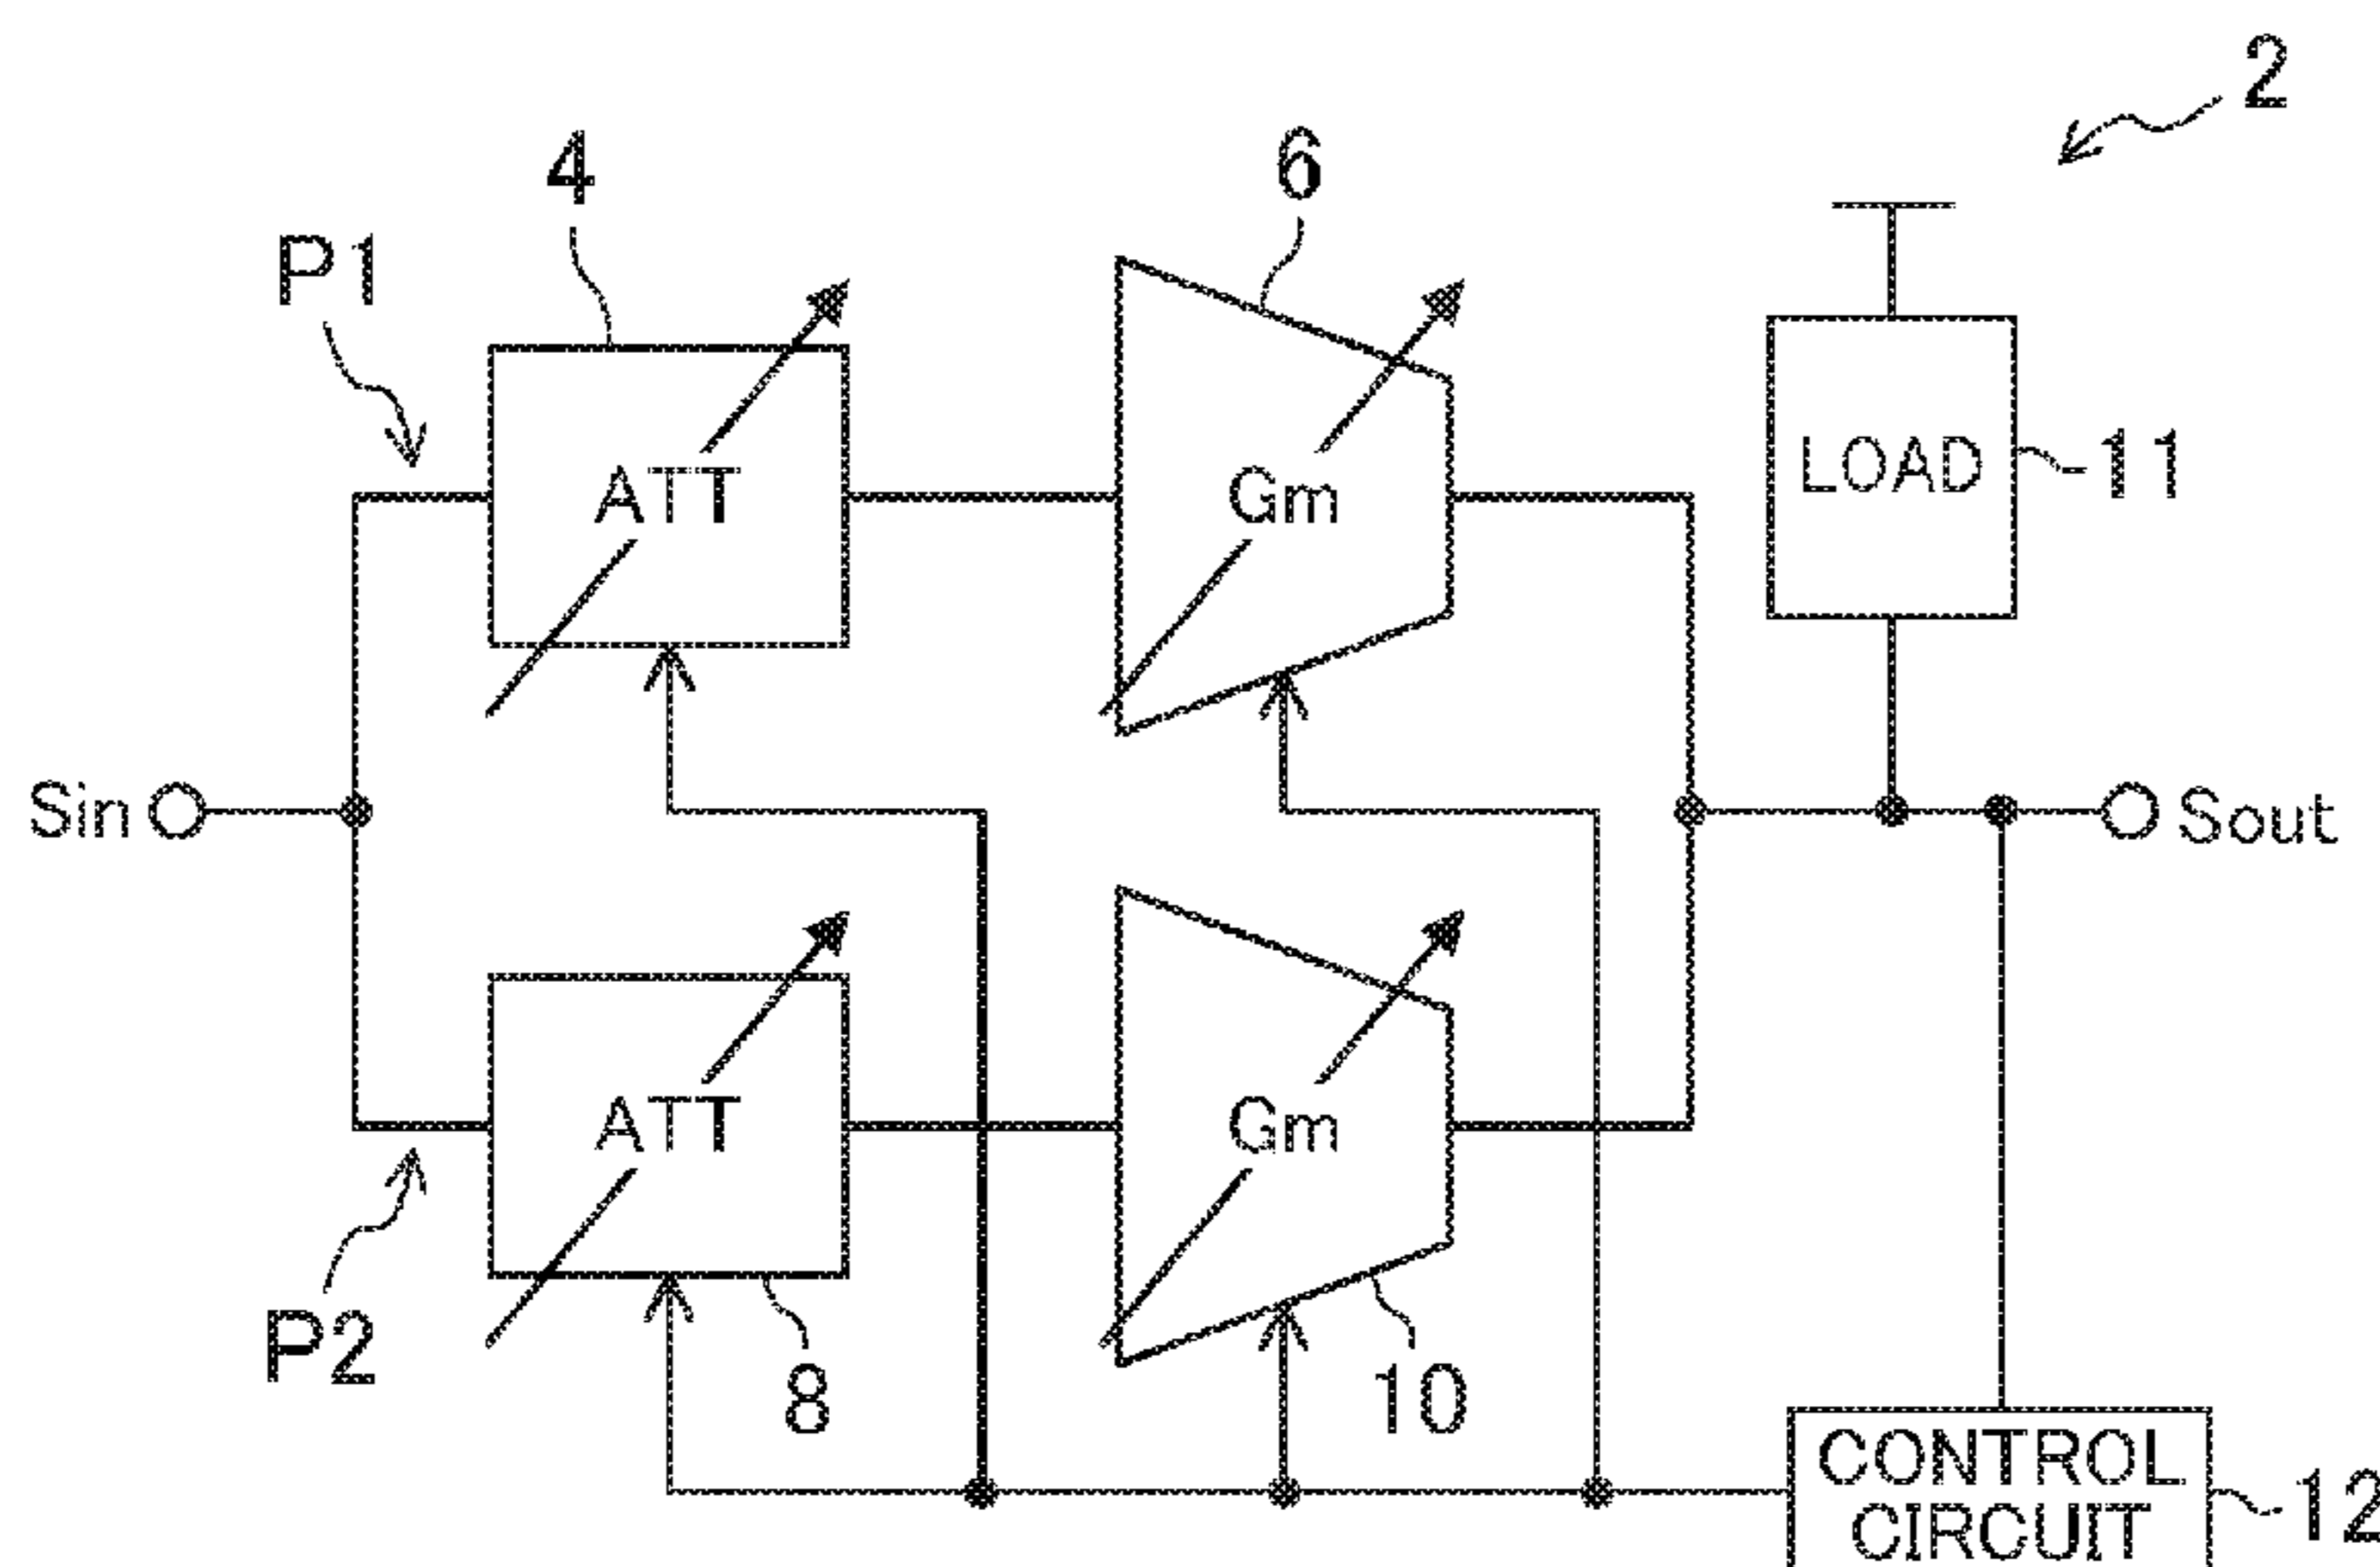 2
4
6
P1
ATT
Gm
LOAD
11
Sin
Sout
ATT
Gm
P2
8
10
CONTROL
CIRCUIT
12